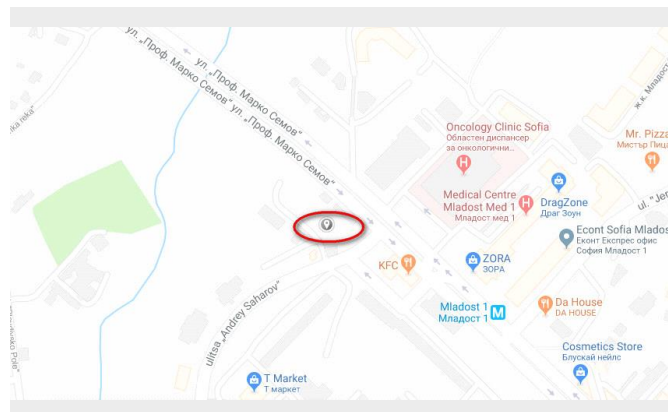 ул. „Проф. Марко Семов“
ул. „Проф. Марко Семов“
ул. „Проф. Марко Семов“
Oncology Clinic Sofia
Областен диспансер
за онкологични...
Mr. Pizza
Мистър Пица
ж.к. Младост
Medical Centre
Mladost Med 1
Младост мед 1
DragZone
Драг Зоун
ul. "Jer
Econt Sofia Mlados
Еконт Експрес офис
София Младост 1
KFC
ZORA
ЗОРА
Mladost 1
Младост 1
M
Da House
DA HOUSE
ulitsa „Andrey Saharov“
Cosmetics Store
Блускай нейлс
T Market
Т маркет